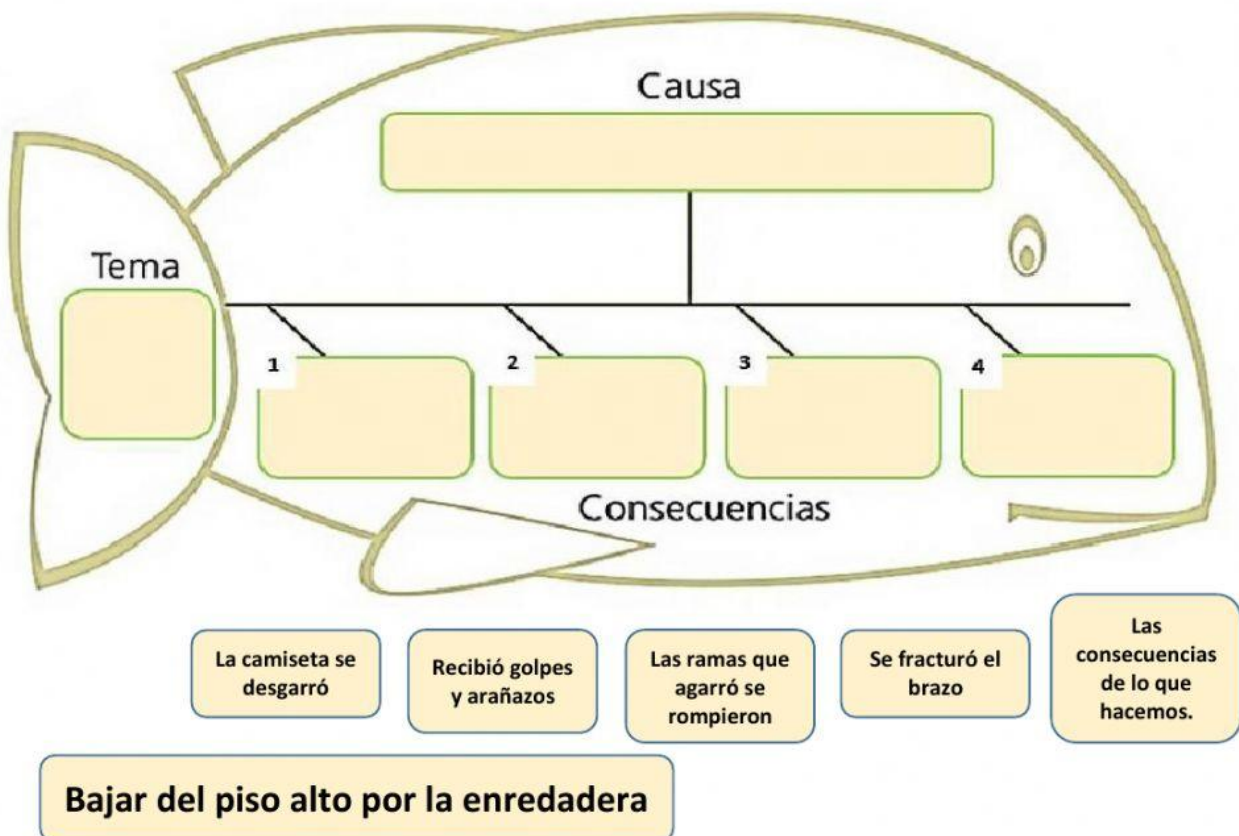 Causa
Tema
1
2
3
4
Consecuencias
La camiseta se
desgarró
Recibió golpes
y arañazos
Las ramas que
agarró se
rompieron
Se fracturó el
brazo
Las
consecuencias
de lo que
hacemos.
Bajar del piso alto por la enredadera